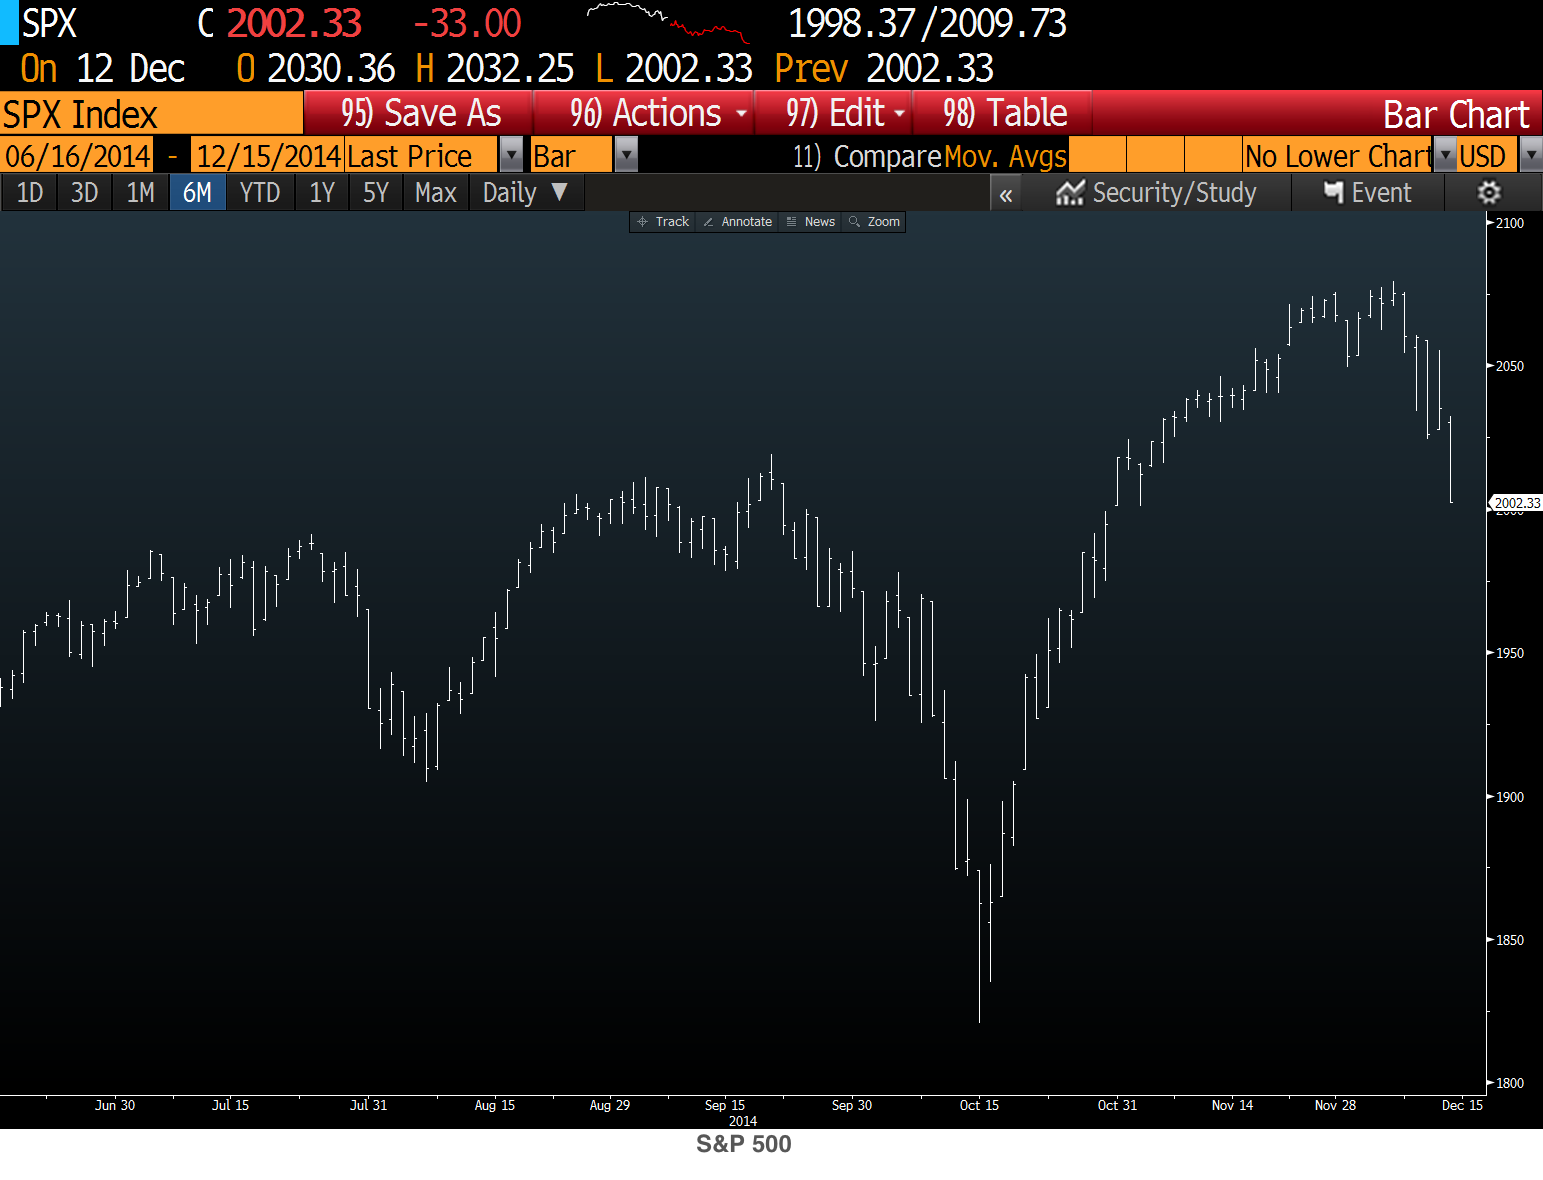 SPX C 2002.33 -33.00 1998.37/2009.73
On 12 Dec O 2030.36 H 2032.25 L 2002.33 Prev 2002.33
SPX Index 95) Save As 96) Actions 97) Edit 98) Table Bar Chart
06/16/2014 - 12/15/2014 Last Price Bar 11) Compare Mov. Avgs No Lower Chart USD
1D 3D 1M 6M YTD 1Y 5Y Max Daily ▼ « Security/Study Event
Track Annotate News Zoom
2100
2050
2002.33
2000
1950
1900
1850
1800
Jun 30 Jul 15 Jul 31 Aug 15 Aug 29 Sep 15 Sep 30 Oct 15 Oct 31 Nov 14 Nov 28 Dec 15
2014
S&P 500